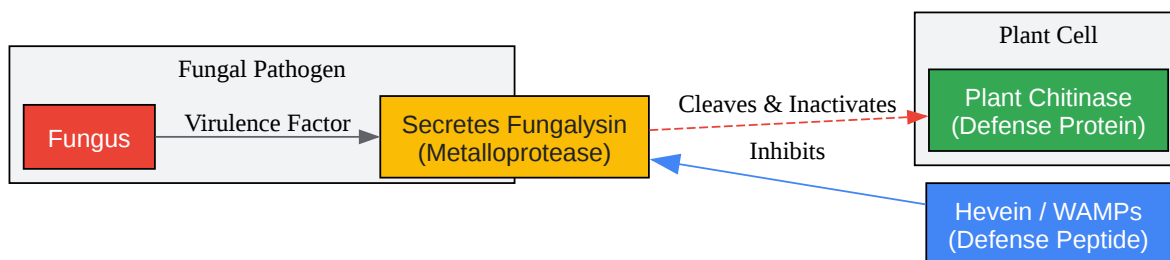 Fungal Pathogen
Fungus
Virulence Factor
Secretes Fungalysin
(Metalloprotease)
Cleaves & Inactivates
Inhibits
Plant Cell
Plant Chitinase
(Defense Protein)
Hevein / WAMPs
(Defense Peptide)